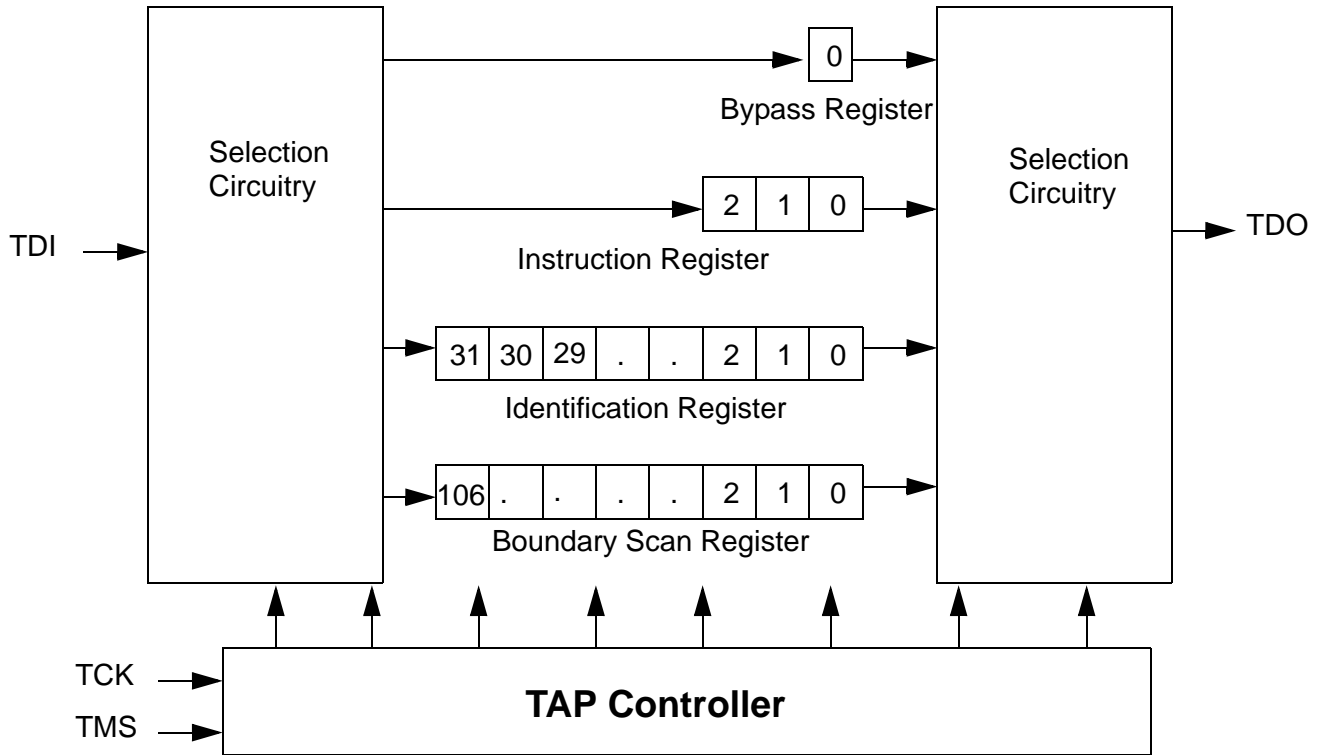 0
Bypass Register
Selection
Circuitry
Selection
Circuitry
2 1 0
TDI
TDO
Instruction Register
31 30 29 . . 2 1 0
Identification Register
106 . . . . 2 1 0
Boundary Scan Register
TCK
TAP Controller
TMS